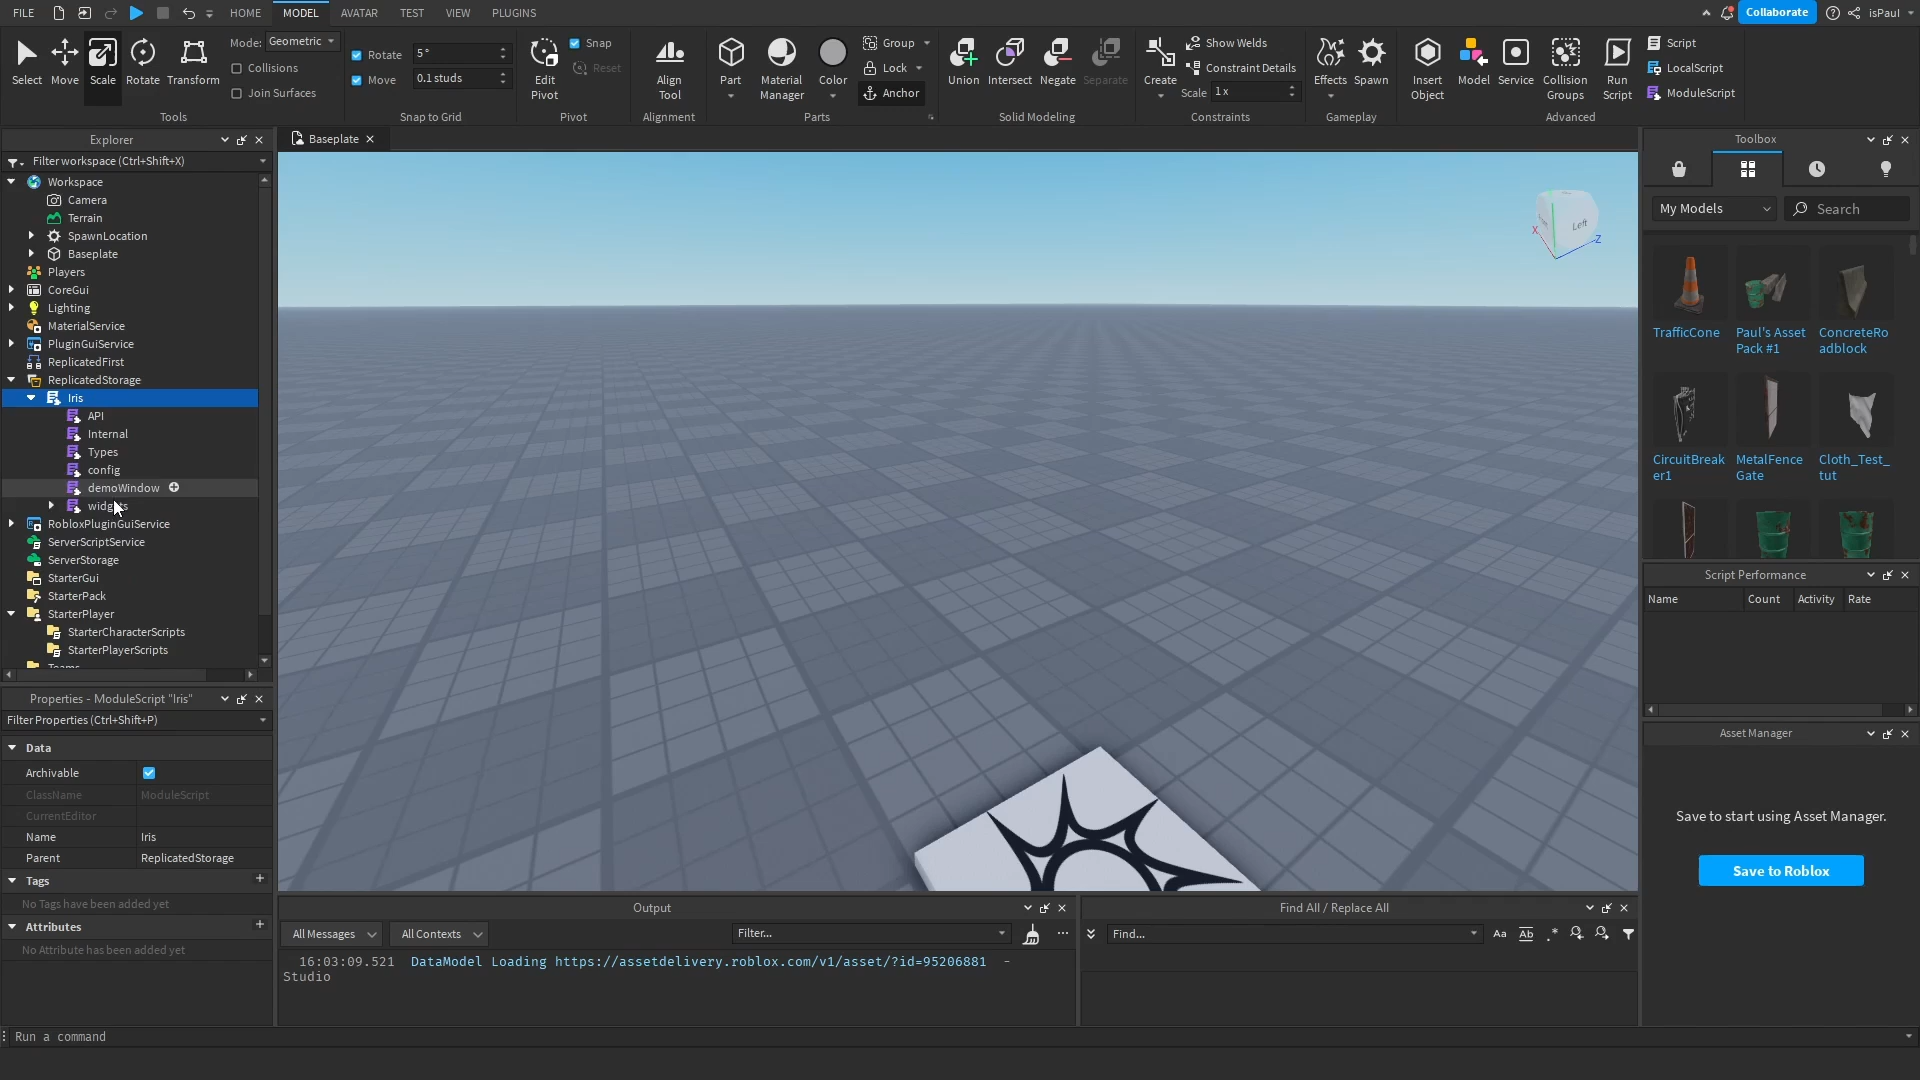 FILE HOME MODEL AVATAR TEST VIEW PLUGINS Collaborate isPaul
Select Move Scale Rotate Transform
Mode: Geometric
Collisions
Join Surfaces
Tools
Rotate 5°
Move 0.1 studs
Snap to Grid
Edit Pivot
Snap
Reset
Pivot
Align Tool
Alignment
Part
Material Manager
Color
Group
Lock
Anchor
Parts
Union Intersect Negate Separate
Solid Modeling
Create
Show Welds
Constraint Details
Scale 1 x
Constraints
Effects Spawn
Gameplay
Insert Object
Model
Service
Collision Groups
Run Script
Script
LocalScript
ModuleScript
Advanced
Explorer
Filter workspace (Ctrl+Shift+X)
Workspace
Camera
Terrain
SpawnLocation
Baseplate
Players
CoreGui
Lighting
MaterialService
PluginGuiService
ReplicatedFirst
ReplicatedStorage
Iris
API
Internal
Types
config
demoWindow
widgets
RobloxPluginGuiService
ServerScriptService
ServerStorage
StarterGui
StarterPack
StarterPlayer
StarterCharacterScripts
StarterPlayerScripts
Teams
Properties - ModuleScript "Iris"
Filter Properties (Ctrl+Shift+P)
Data
Archivable
ClassName ModuleScript
CurrentEditor
Name Iris
Parent ReplicatedStorage
Tags
No Tags have been added yet
Attributes
No Attribute has been added yet
Baseplate
Left
X
Z
Output
All Messages All Contexts Filter...
16:03:09.521 DataModel Loading https://assetdelivery.roblox.com/v1/asset/?id=95206881 -
Studio
Find All / Replace All
Find... Aa Ab .*
Toolbox
My Models Search
TrafficCone
Paul's Asset Pack #1
ConcreteRo
adblock
CircuitBreak
er1
MetalFence
Gate
Cloth_Test_
tut
Script Performance
Name Count Activity Rate
Asset Manager
Save to start using Asset Manager.
Save to Roblox
Run a command